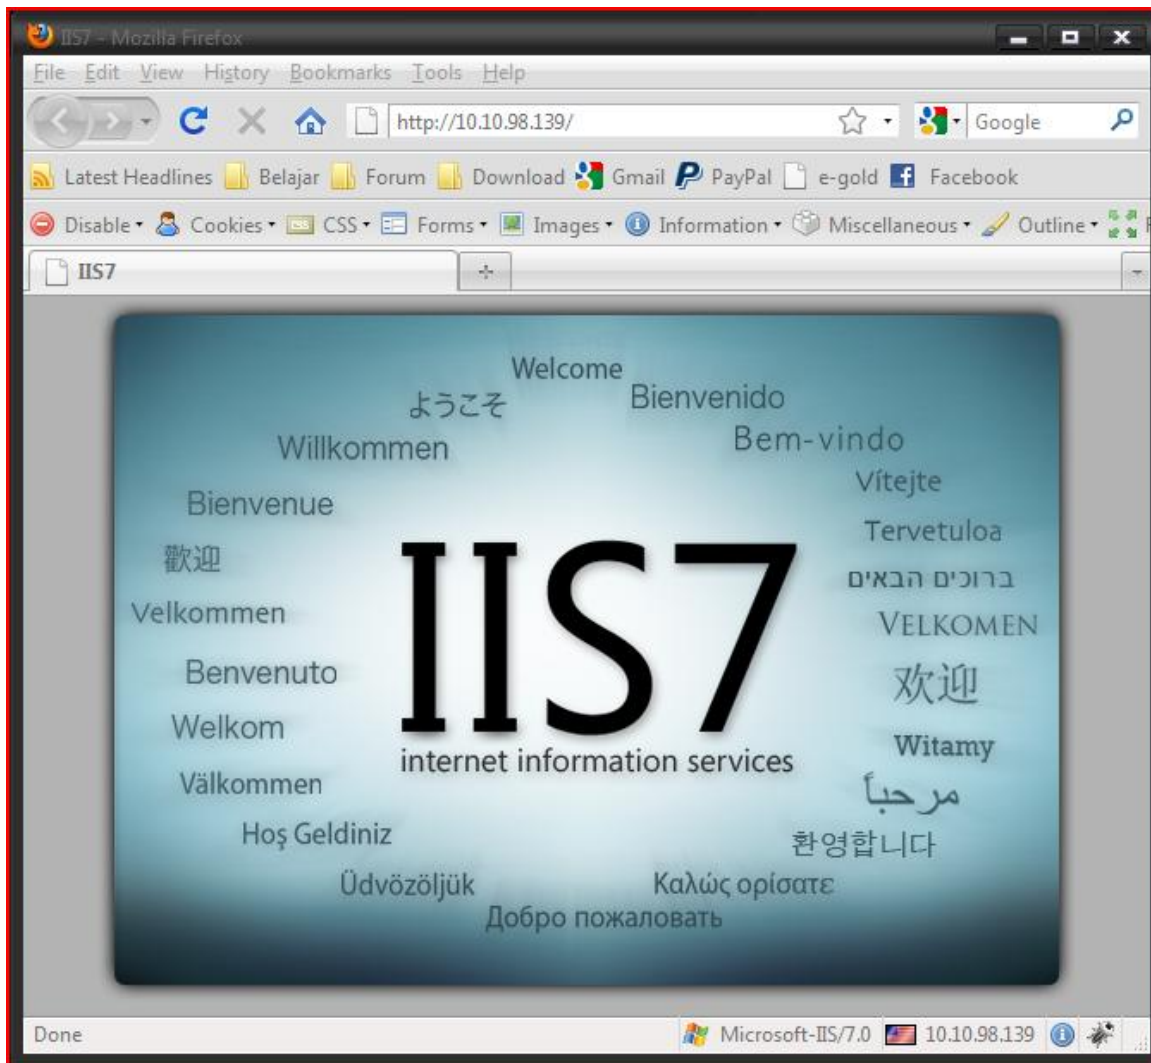 IIS7 - Mozilla Firefox
File Edit View History Bookmarks Tools Help
http://10.10.98.139/ Google
Latest Headlines Belajar Forum Download Gmail PayPal e-gold Facebook
Disable Cookies CSS Forms Images Information Miscellaneous Outline
IIS7
Welcome
ようこそ
Bienvenido
Willkommen
Bem-vindo
Vítejte
Bienvenue
Tervetuloa
歡迎
ברוכים הבאים
Velkommen
VELKOMEN
Benvenuto
欢迎
Welkom
IIS7
internet information services
Witamy
Välkommen
مرحباً
Hoş Geldiniz
환영합니다
Üdvözöljük
Καλώς ορίσατε
Добро пожаловать
Done Microsoft-IIS/7.0 10.10.98.139